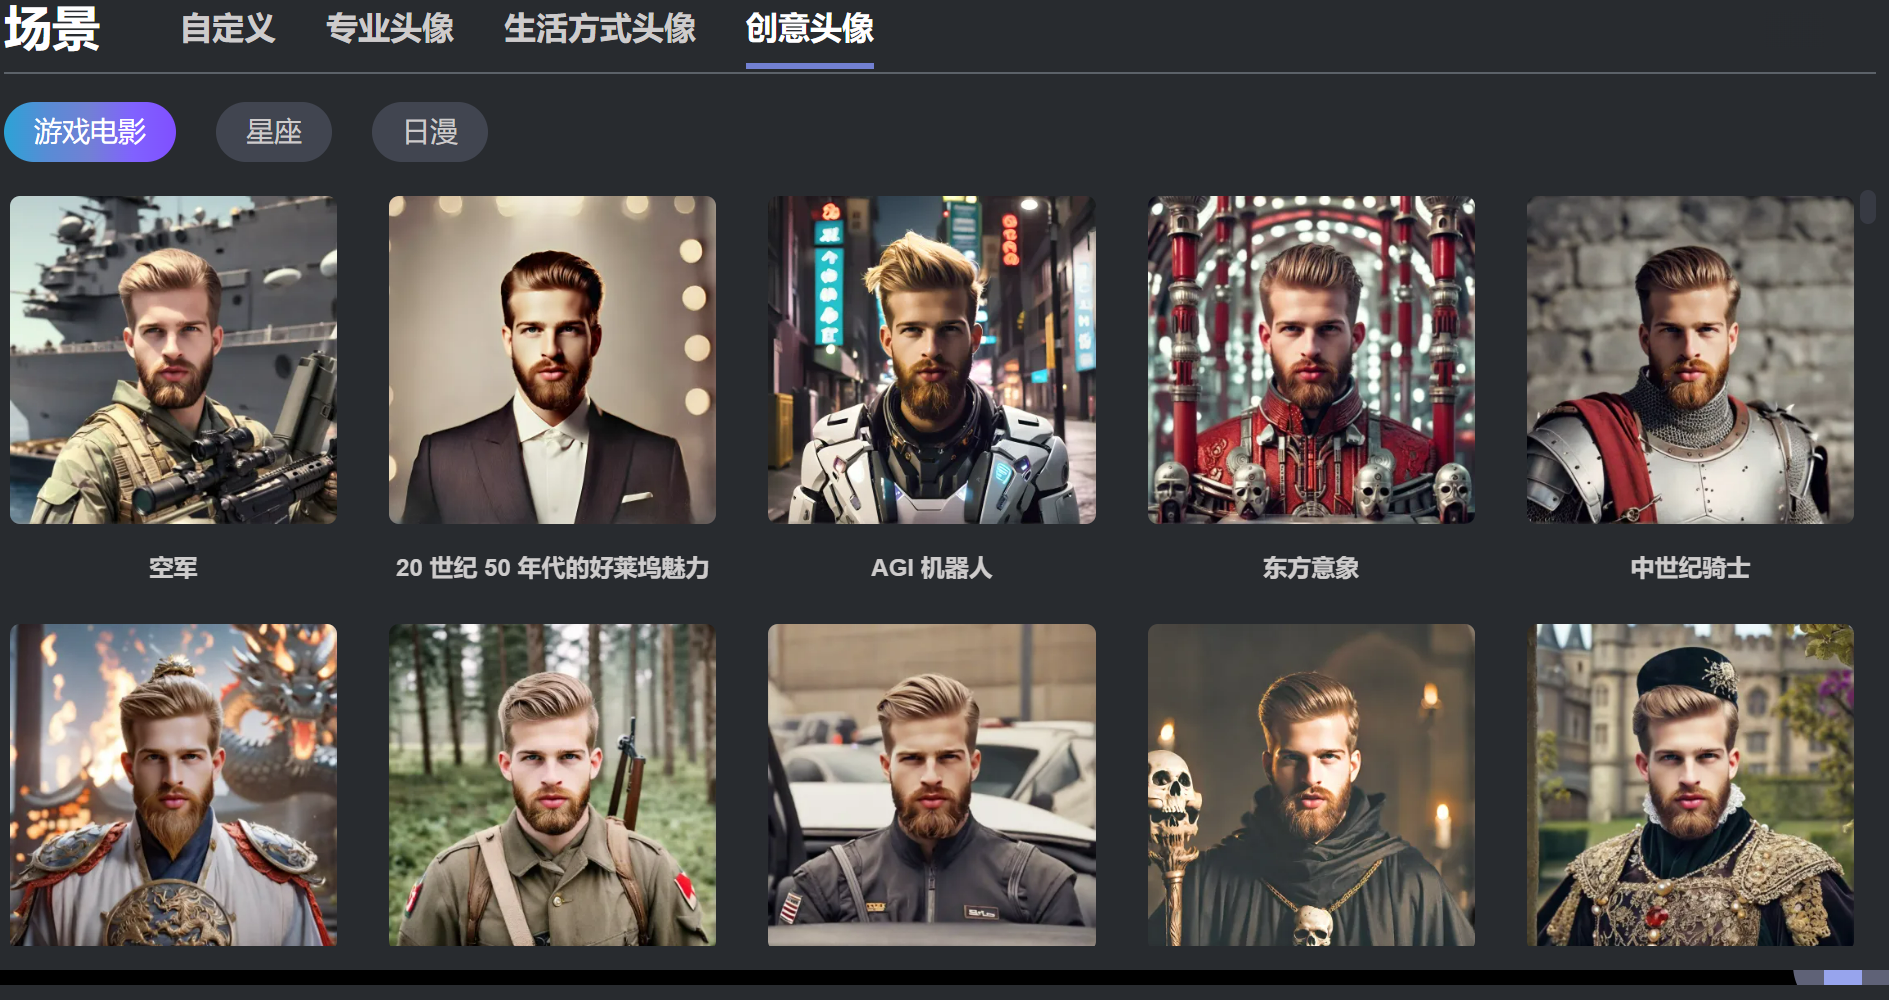 场景
自定义
专业头像
生活方式头像
创意头像
游戏电影
星座
日漫
空军
20 世纪 50 年代的好莱坞魅力
AGI 机器人
东方意象
中世纪骑士